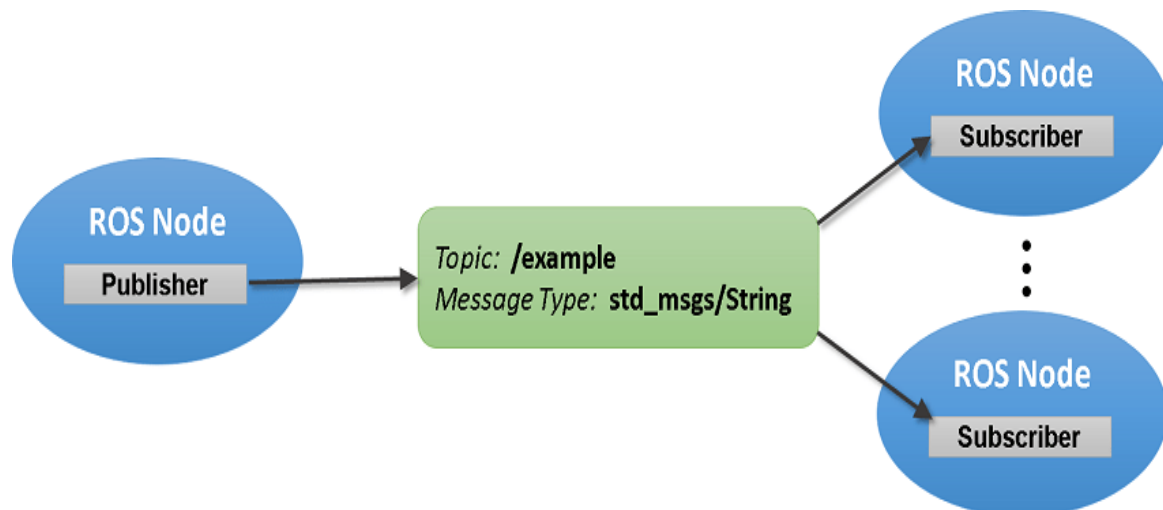 ROS Node
Publisher
Topic: /example
Message Type: std_msgs/String
ROS Node
Subscriber
ROS Node
Subscriber